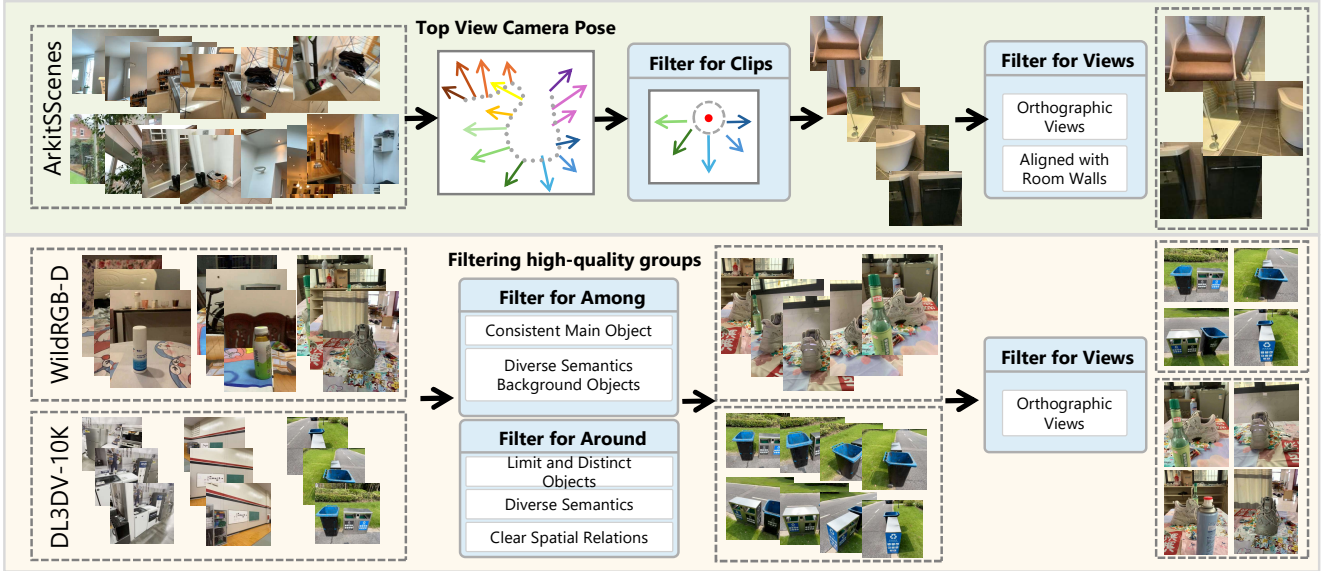 ArkitSScenes
Top View Camera Pose
Filter for Clips
Filter for Views
Orthographic
Views
Aligned with
Room Walls
WildRGB-D
DL3DV-10K
Filtering high-quality groups
Filter for Among
Consistent Main Object
Diverse Semantics
Background Objects
Filter for Around
Limit and Distinct
Objects
Diverse Semantics
Clear Spatial Relations
Filter for Views
Orthographic
Views